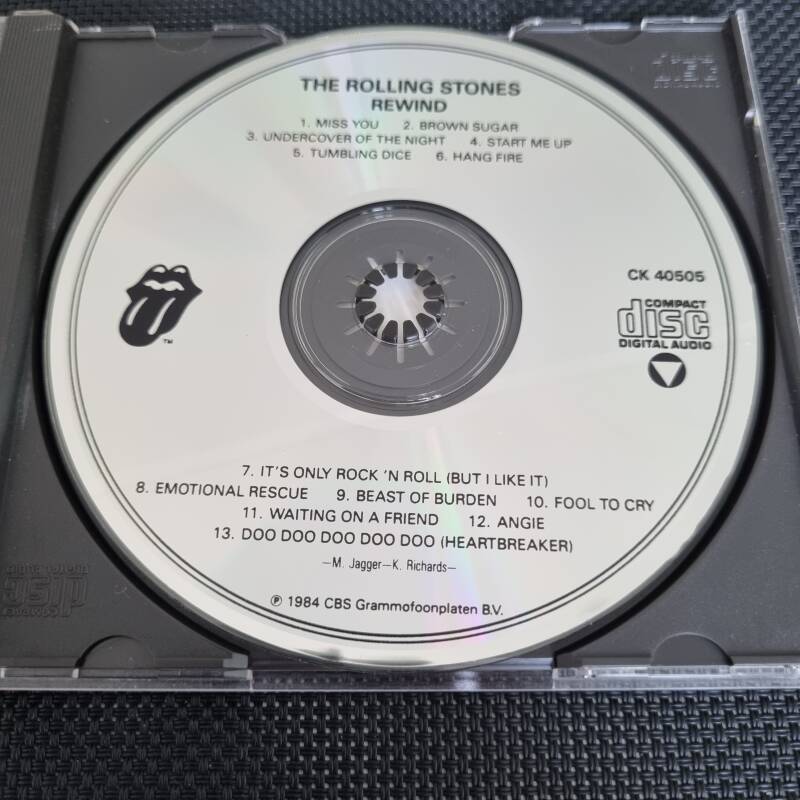 THE ROLLING STONES
REWIND
1. MISS YOU 2. BROWN SUGAR
3. UNDERCOVER OF THE NIGHT 4. START ME UP
5. TUMBLING DICE 6. HANG FIRE
TM
CK 40505
COMPACT
disc
DIGITAL AUDIO
7. IT'S ONLY ROCK 'N ROLL (BUT I LIKE IT)
8. EMOTIONAL RESCUE 9. BEAST OF BURDEN 10. FOOL TO CRY
11. WAITING ON A FRIEND 12. ANGIE
13. DOO DOO DOO DOO DOO (HEARTBREAKER)
—M. Jagger—K. Richards—
℗ 1984 CBS Grammofoonplaten B.V.